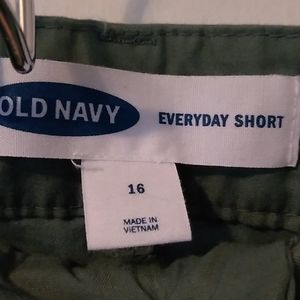 OLD NAVY EVERYDAY SHORT
16
MADE IN
VIETNAM